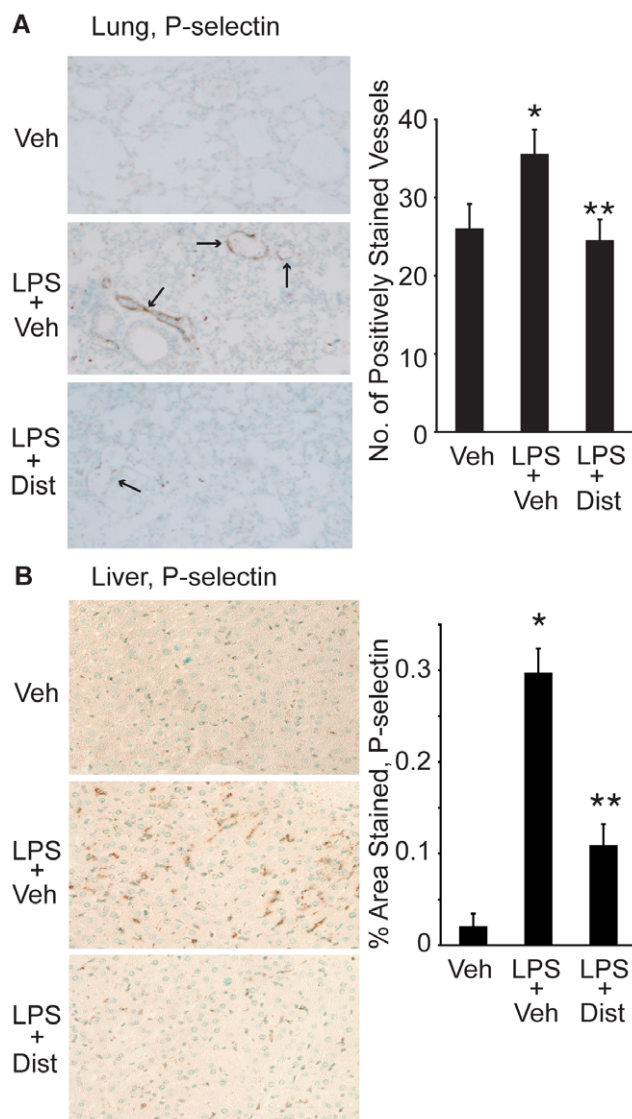 A Lung, P-selectin
Veh
LPS
+
Veh
LPS
+
Dist
No. of Positively Stained Vessels
40
30
20
10
0
*
**
Veh
LPS
+
Veh
LPS
+
Dist
B Liver, P-selectin
Veh
LPS
+
Veh
LPS
+
Dist
% Area Stained, P-selectin
0.3
0.2
0.1
0
*
**
Veh
LPS
+
Veh
LPS
+
Dist